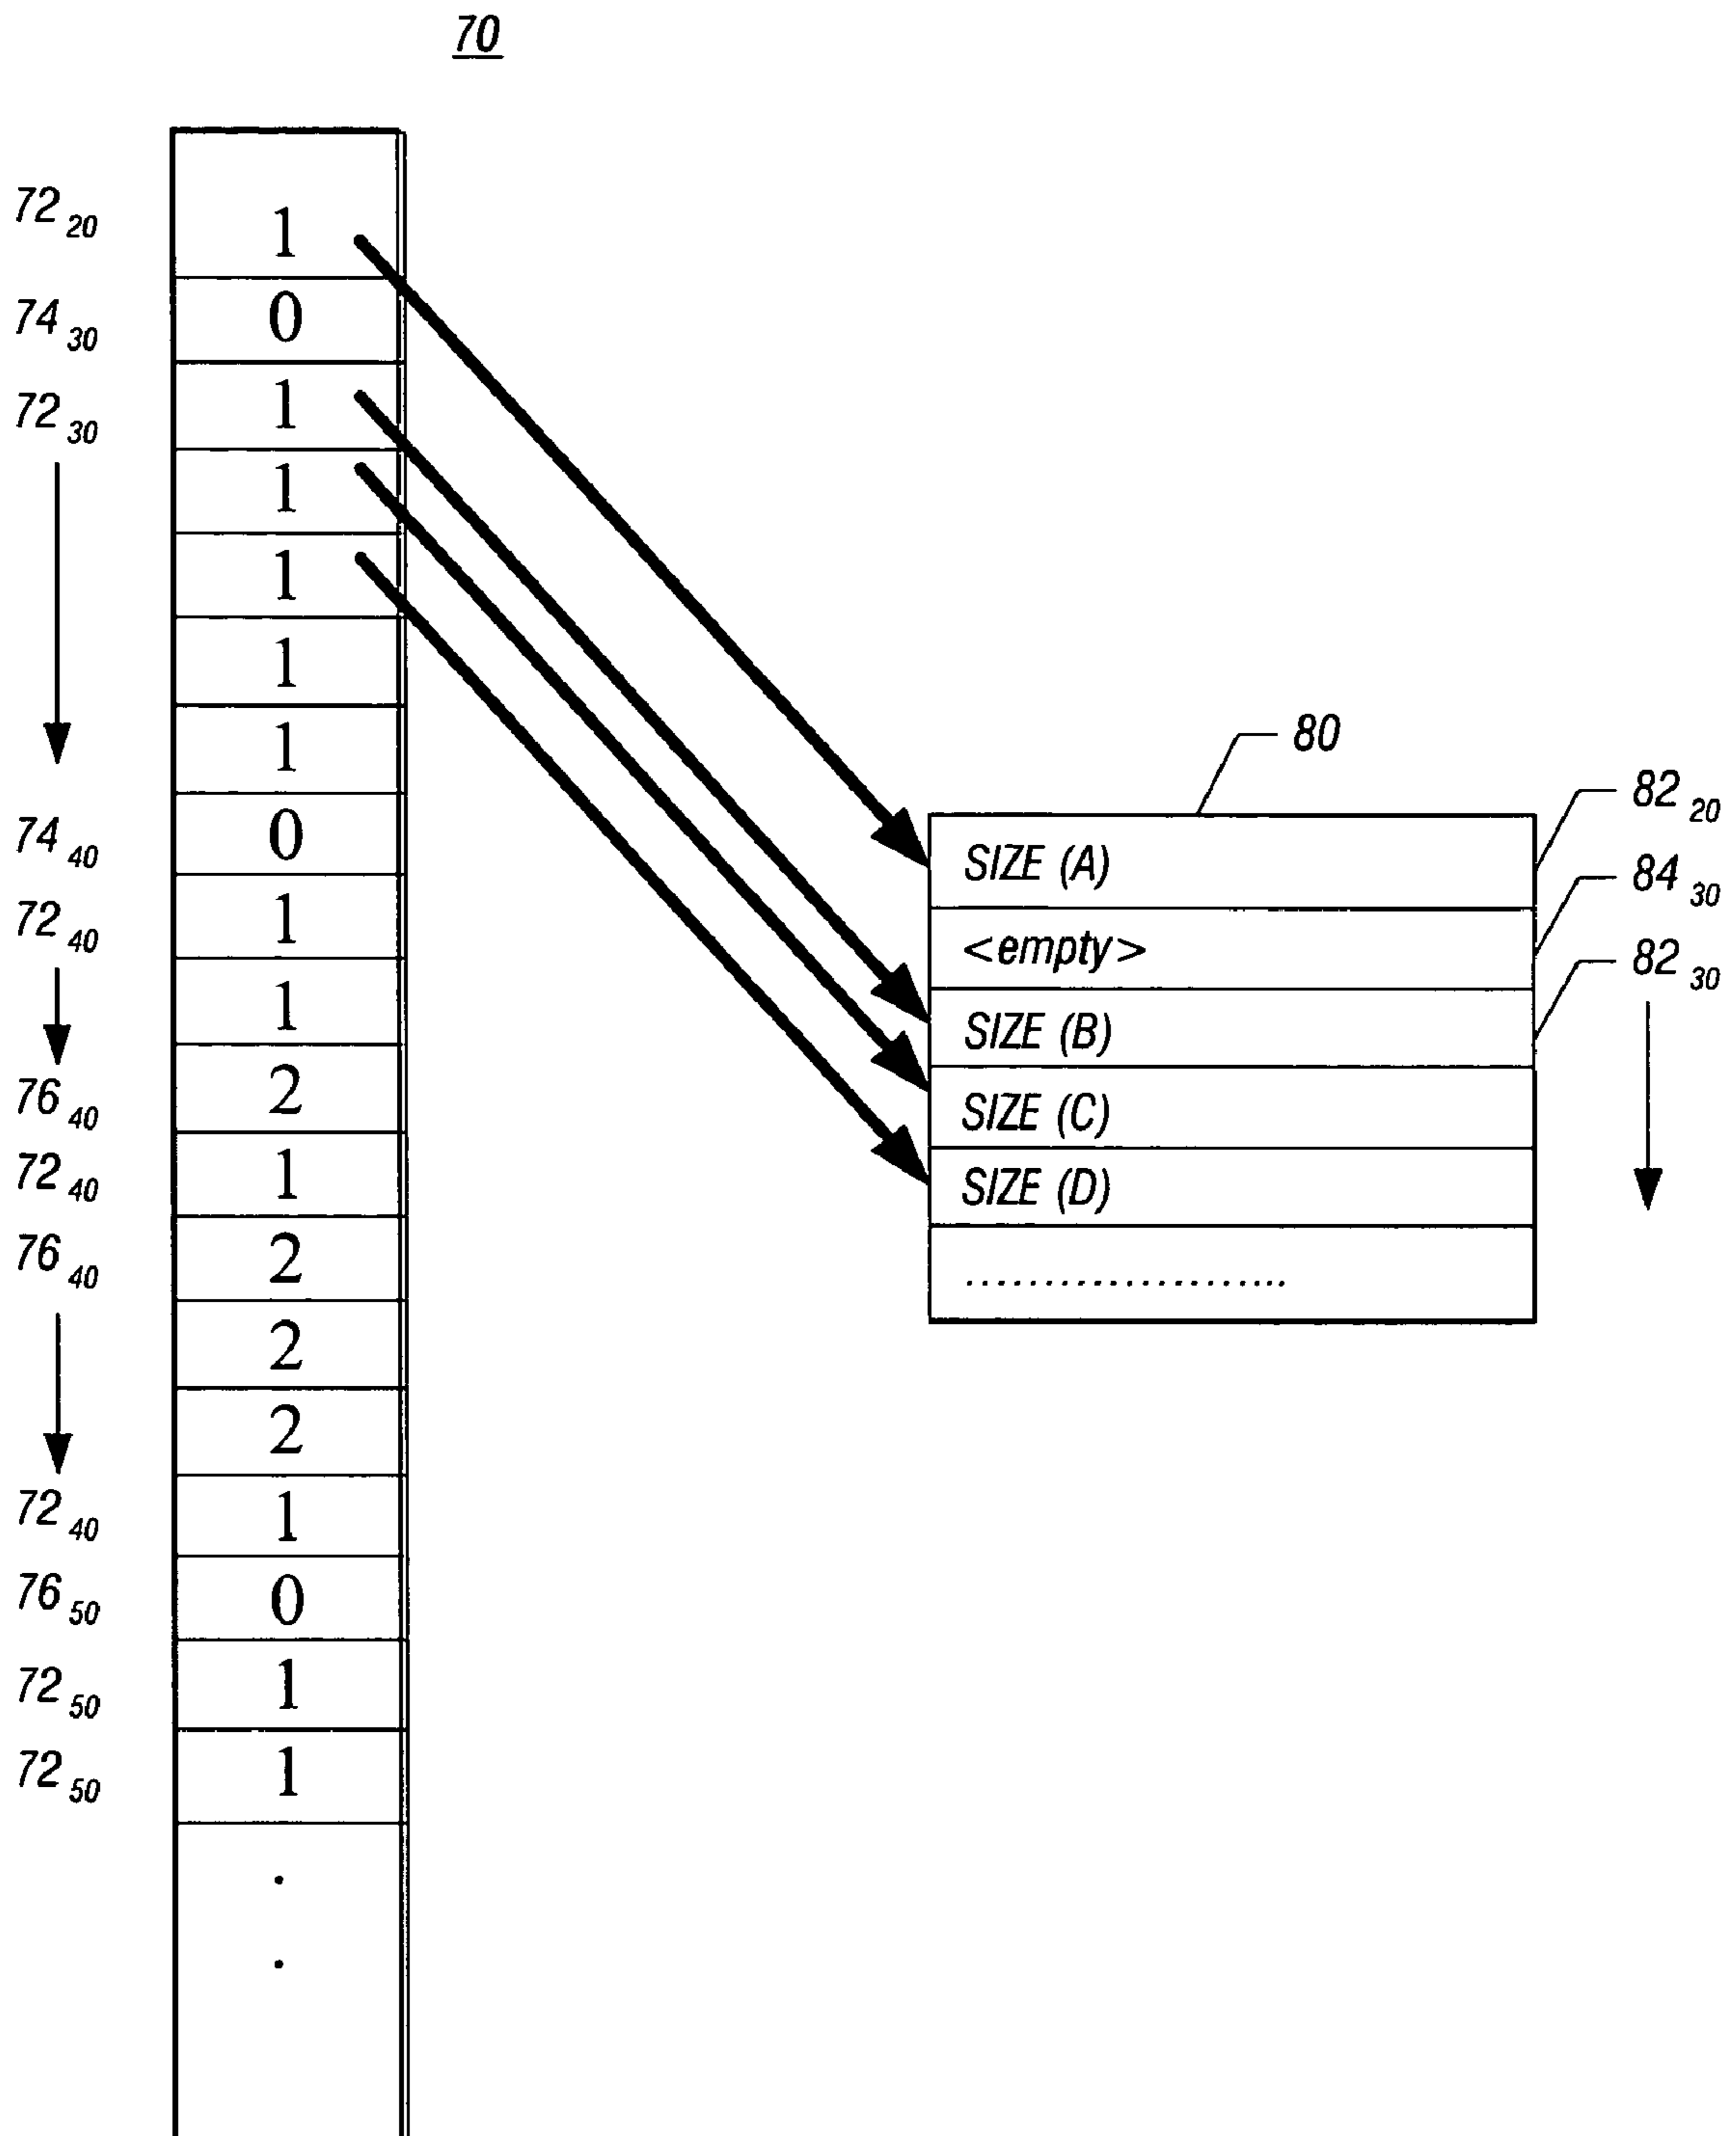 70
72 20 1
74 30 0
72 30 1
1
1
1
1
74 40 0
72 40 1
1
76 40 2
72 40 1
76 40 2
2
2
72 40 1
76 50 0
72 50 1
72 50 1
.
.
80
SIZE (A) 82 20
<empty> 84 30
SIZE (B) 82 30
SIZE (C)
SIZE (D)
....................